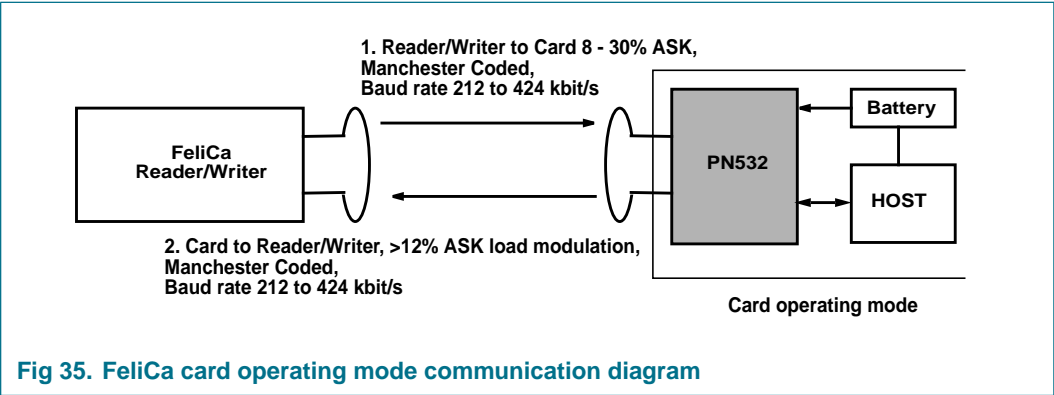 1. Reader/Writer to Card 8 - 30% ASK,
Manchester Coded,
Baud rate 212 to 424 kbit/s
Battery
FeliCa
Reader/Writer
PN532
HOST
2. Card to Reader/Writer, >12% ASK load modulation,
Manchester Coded,
Baud rate 212 to 424 kbit/s
Card operating mode
Fig 35. FeliCa card operating mode communication diagram